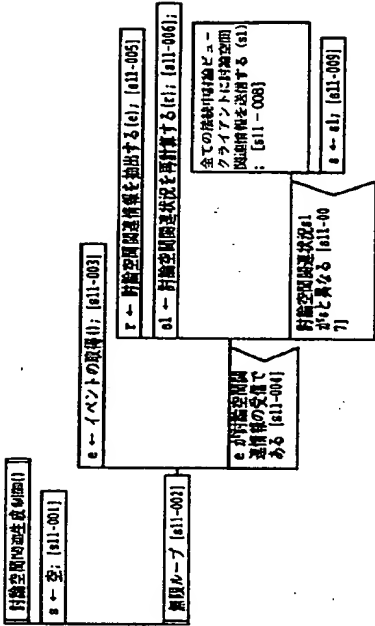 討論空間関連生成制御()
s ← 空; [s11-001]
無限ループ [s11-002]
e ← イベントの取得(); [s11-003]
e が討論空間関
連情報の受信で
ある [s11-004]
r ← 討論空間関連情報を抽出する(e); [s11-005]
s1 ← 討論空間関連状況を再計算する(r); [s11-006];
討論空間関連状況s1
がsと異なる [s11-00
7]
全ての接続中討論ビュー
クライアントに討論空間
関連情報を送信する (s1)
; [s11-008]
s ← s1; [s11-009]